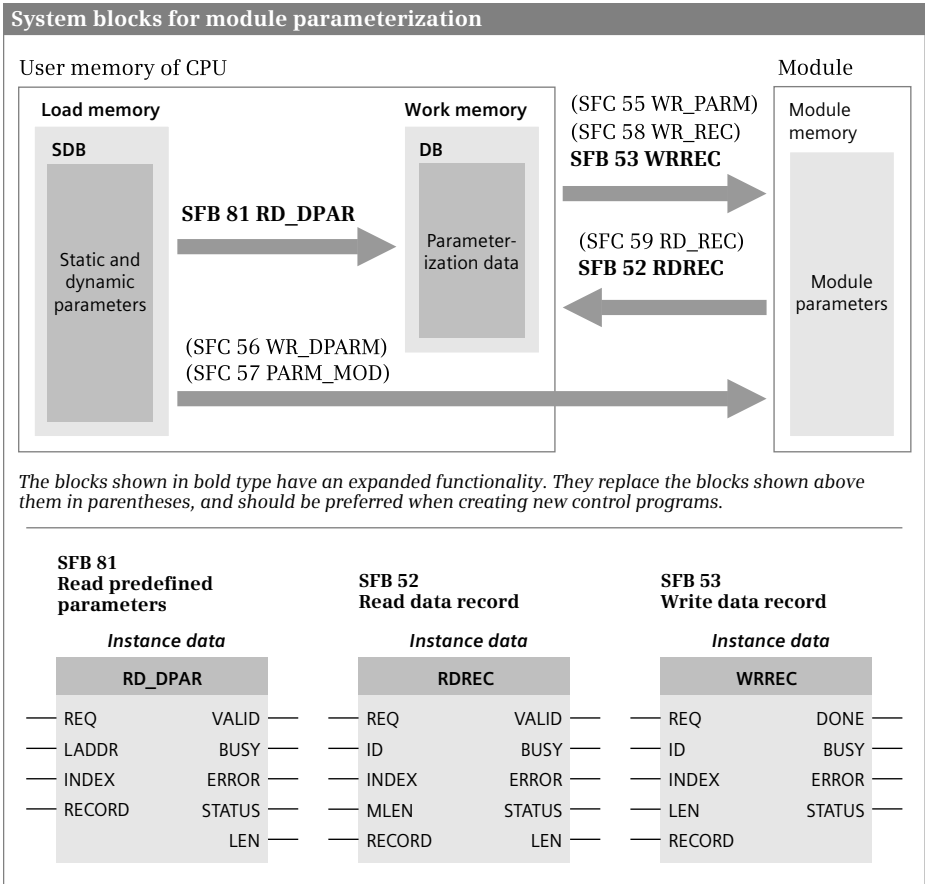 System blocks for module parameterization
User memory of CPU
Module
Load memory
Work memory
SDB
DB
Static and
dynamic
parameters
SFB 81 RD_DPAR
Parameter-
ization data
(SFC 55 WR_PARM)
(SFC 58 WR_REC)
SFB 53 WRREC
(SFC 59 RD_REC)
SFB 52 RDREC
Module
memory
Module
parameters
(SFC 56 WR_DPARM)
(SFC 57 PARM_MOD)
The blocks shown in bold type have an expanded functionality. They replace the blocks shown above
them in parentheses, and should be preferred when creating new control programs.
SFB 81
Read predefined
parameters
Instance data
RD_DPAR
REQ VALID
LADDR BUSY
INDEX ERROR
RECORD STATUS
LEN
SFB 52
Read data record
Instance data
RDREC
REQ VALID
ID BUSY
INDEX ERROR
MLEN STATUS
RECORD LEN
SFB 53
Write data record
Instance data
WRREC
REQ DONE
ID BUSY
INDEX ERROR
LEN STATUS
RECORD